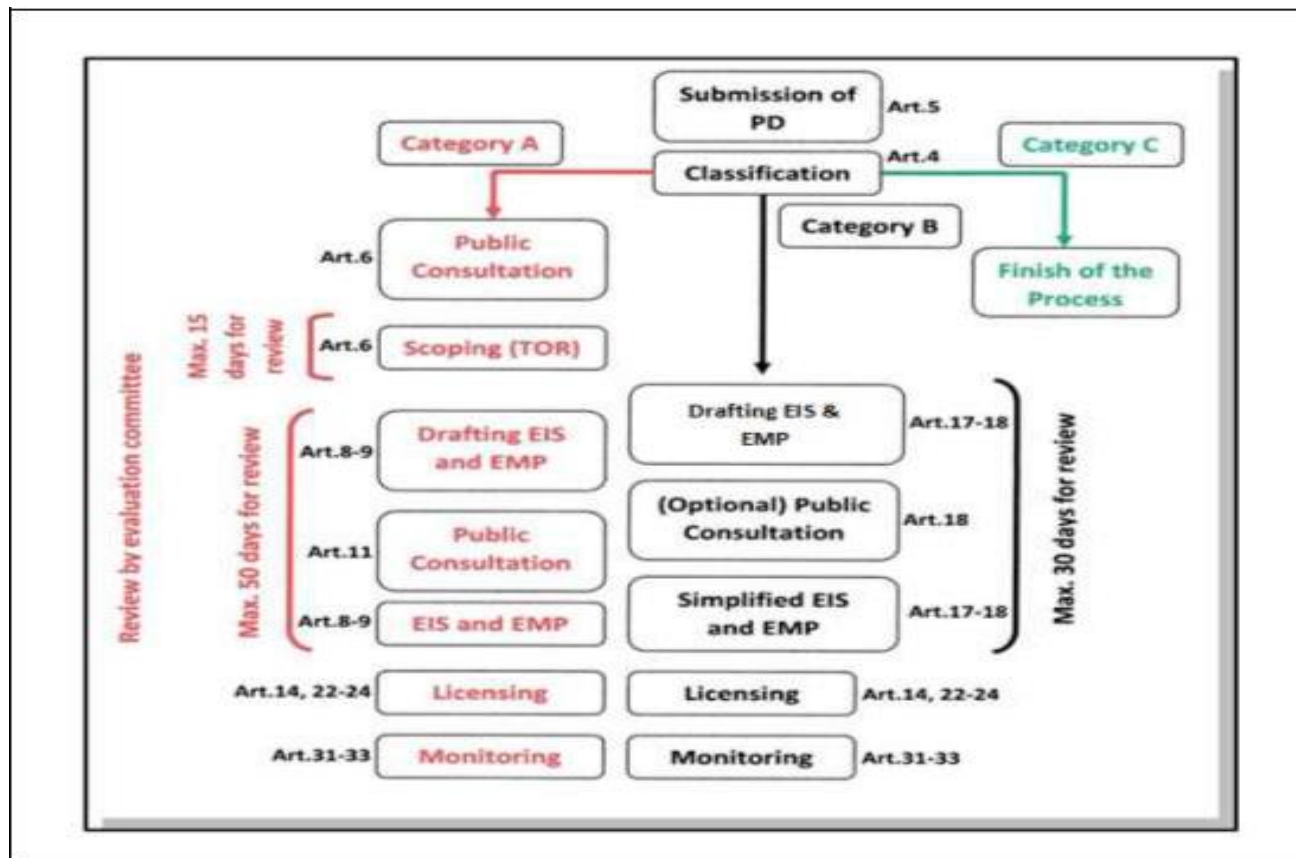 Submission of
PD
Art.5
Category A
Category C
Classification
Art.4
Category B
Public
Consultation
Art.6
Finish of the
Process
Max. 15
days for
review
Art.6
Scoping (TOR)
Review by evaluation committee
Max. 50 days for review
Art.8-9
Drafting EIS
and EMP
Art.11
Public
Consultation
Art.8-9
EIS and EMP
Drafting EIS &
EMP
Art.17-18
(Optional) Public
Consultation
Art.18
Simplified EIS
and EMP
Art.17-18
Max. 30 days for review
Art.14, 22-24
Licensing
Licensing
Art.14, 22-24
Art.31-33
Monitoring
Monitoring
Art.31-33